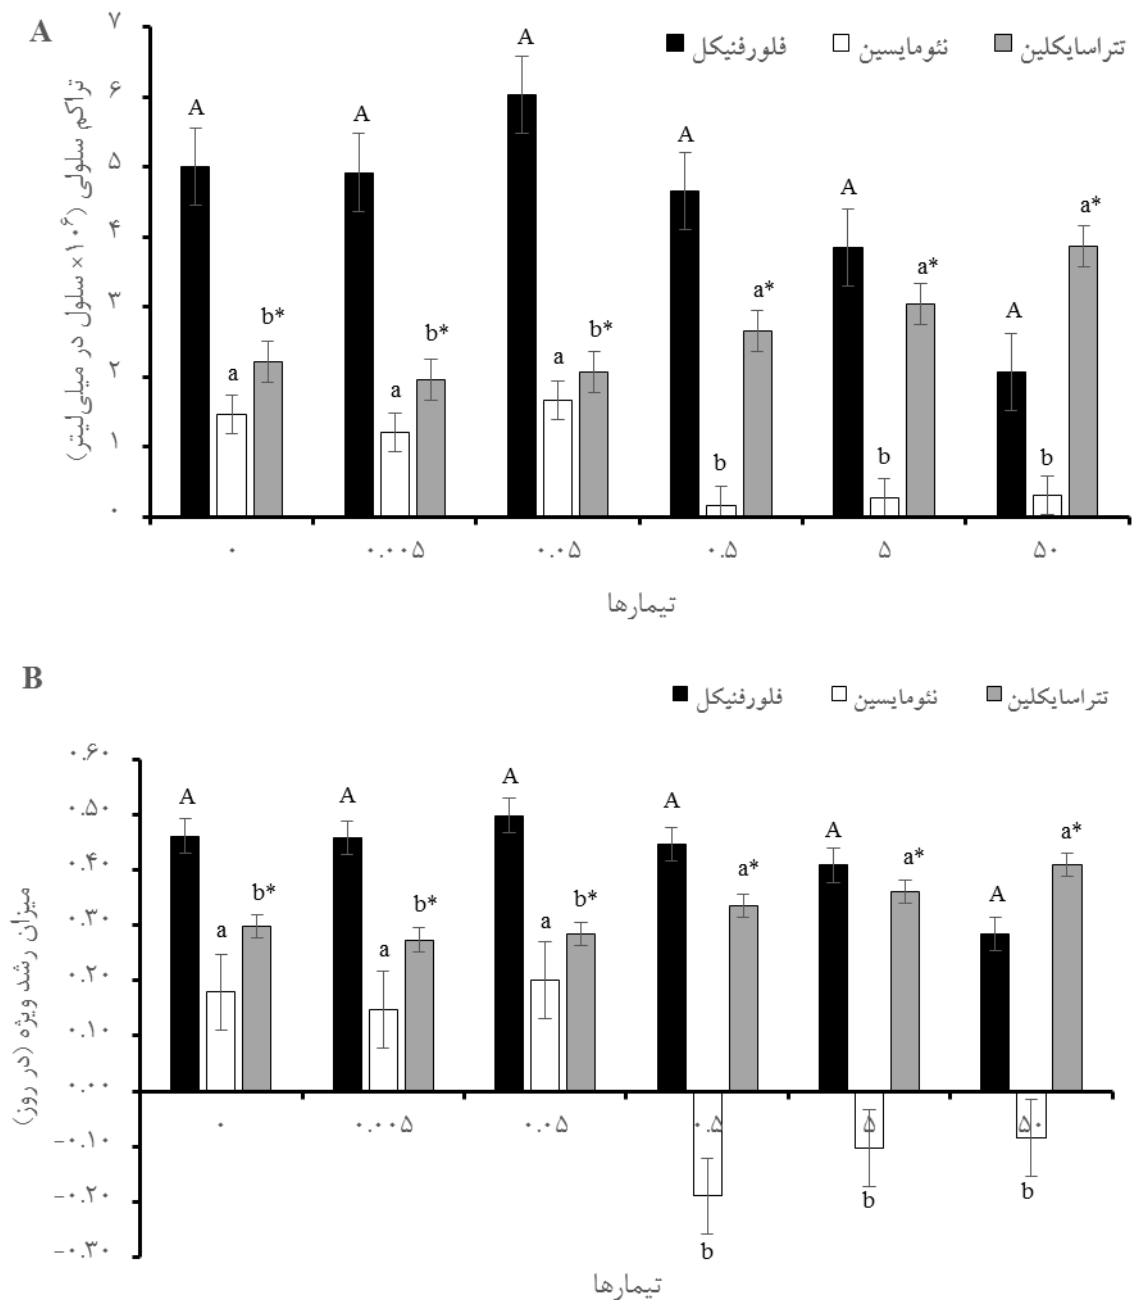 A
فلورفنیکل نئومایسین تتراسایکلین
تراکم سلولی (۱۰^۶× سلول در میلی‌لیتر)
۷
۶
۵
۴
۳
۲
۱
۰
A A A A A A
a a a b b b
b* b* b* a* a* a*
۰ ۰.۰۰۵ ۰.۰۵ ۰.۵ ۵ ۵۰
تیمارها
B
فلورفنیکل نئومایسین تتراسایکلین
میزان رشد ویژه (در روز)
۰.۶۰
۰.۵۰
۰.۴۰
۰.۳۰
۰.۲۰
۰.۱۰
۰.۰۰
-۰.۱۰
-۰.۲۰
-۰.۳۰
A A A A A A
a a a b b b
b* b* b* a* a* a*
۰ ۰.۰۰۵ ۰.۰۵ ۰.۵ ۵ ۵۰
تیمارها